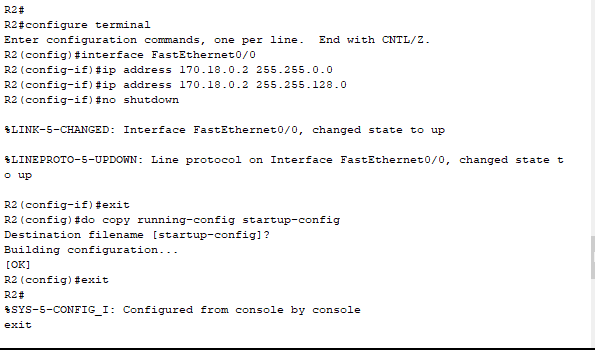 R2#
R2#configure terminal
Enter configuration commands, one per line.  End with CNTL/Z.
R2(config)#interface FastEthernet0/0
R2(config-if)#ip address 170.18.0.2 255.255.0.0
R2(config-if)#ip address 170.18.0.2 255.255.128.0
R2(config-if)#no shutdown
%LINK-5-CHANGED: Interface FastEthernet0/0, changed state to up
%LINEPROTO-5-UPDOWN: Line protocol on Interface FastEthernet0/0, changed state t
o up
R2(config-if)#exit
R2(config)#do copy running-config startup-config
Destination filename [startup-config]?
Building configuration...
[OK]
R2(config)#exit
R2#
%SYS-5-CONFIG_I: Configured from console by console
exit